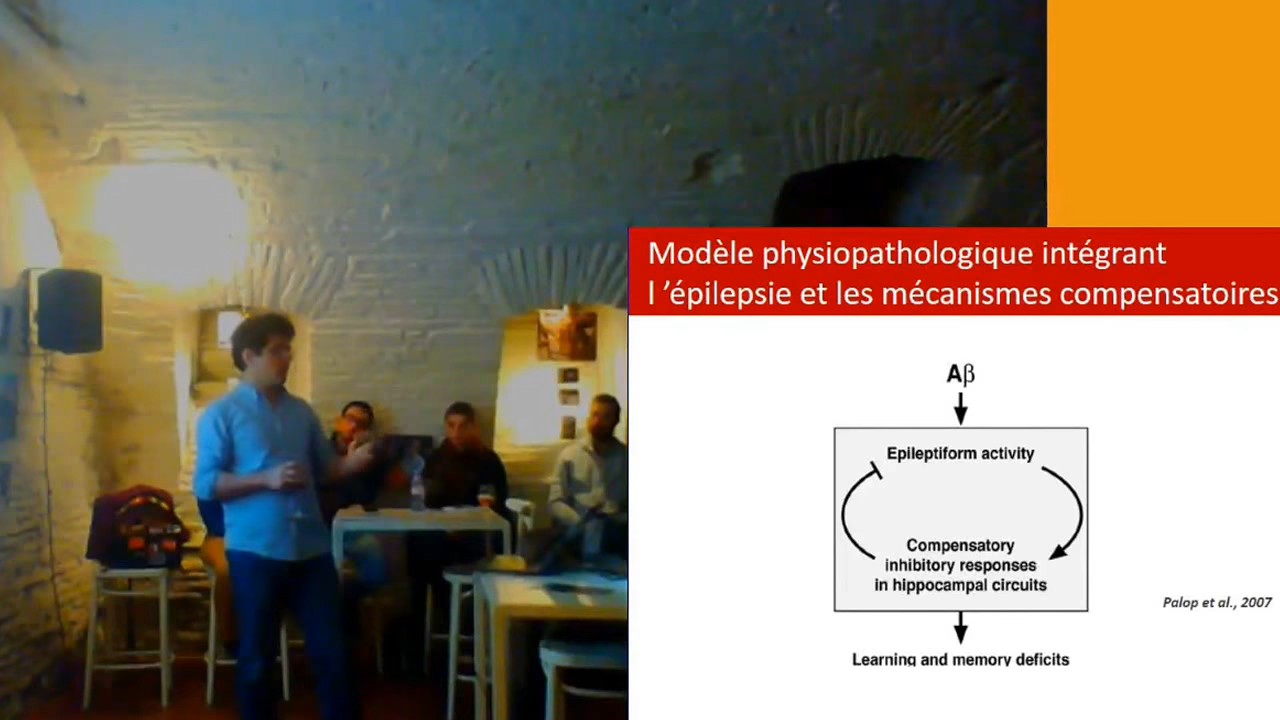 Modèle physiopathologique intégrant
l ’épilepsie et les mécanismes compensatoires
Aβ
Epileptiform activity
Compensatory
inhibitory responses
in hippocampal circuits
Palop et al., 2007
Learning and memory deficits